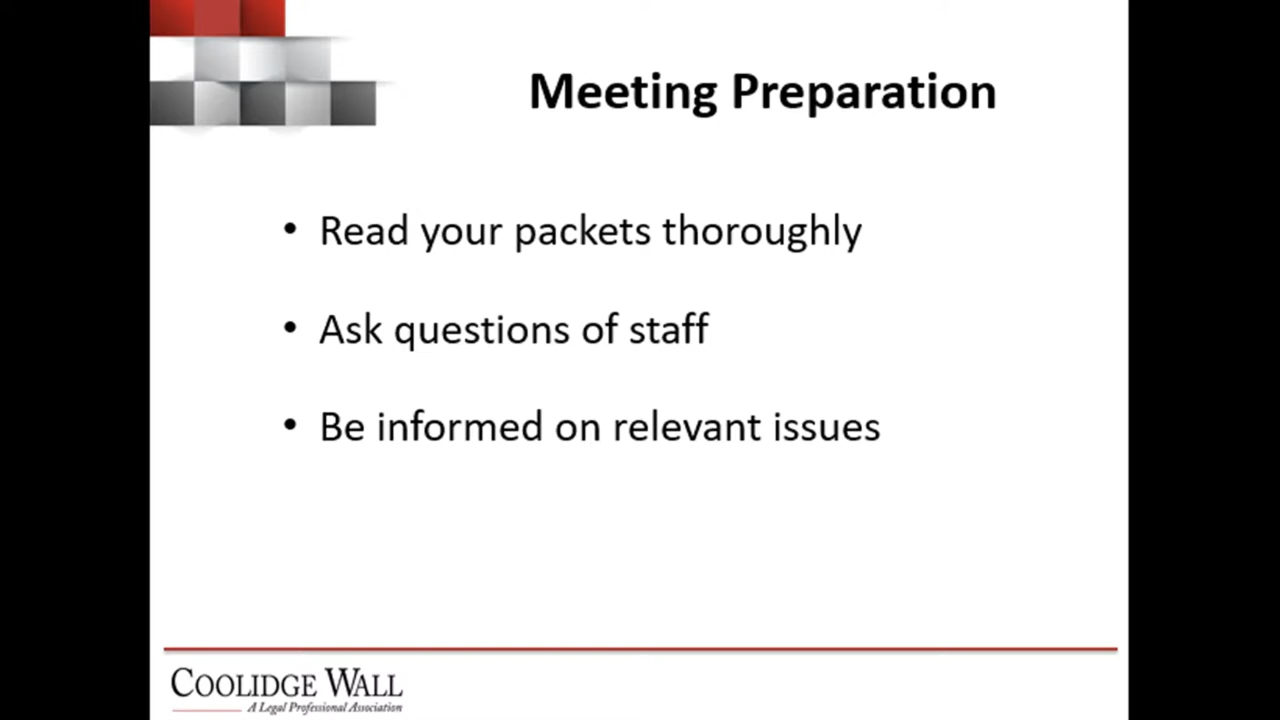 Meeting Preparation
• Read your packets thoroughly
• Ask questions of staff
• Be informed on relevant issues
COOLIDGE WALL
A Legal Professional Association